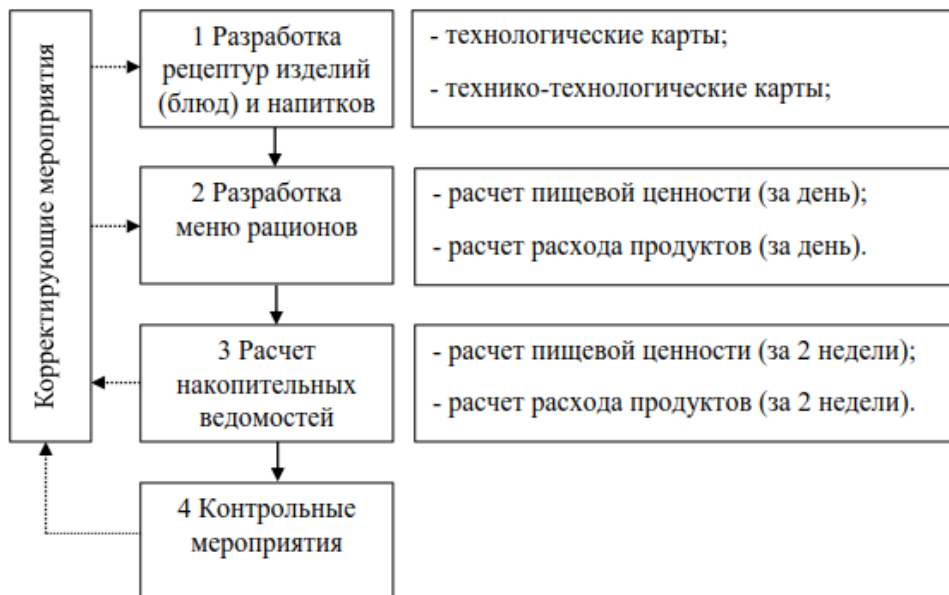 Корректирующие мероприятия
1 Разработка
рецептур изделий
(блюд) и напитков
- технологические карты;
- технико-технологические карты;
2 Разработка
меню рационов
- расчет пищевой ценности (за день);
- расчет расхода продуктов (за день).
3 Расчет
накопительных
ведомостей
- расчет пищевой ценности (за 2 недели);
- расчет расхода продуктов (за 2 недели).
4 Контрольные
мероприятия